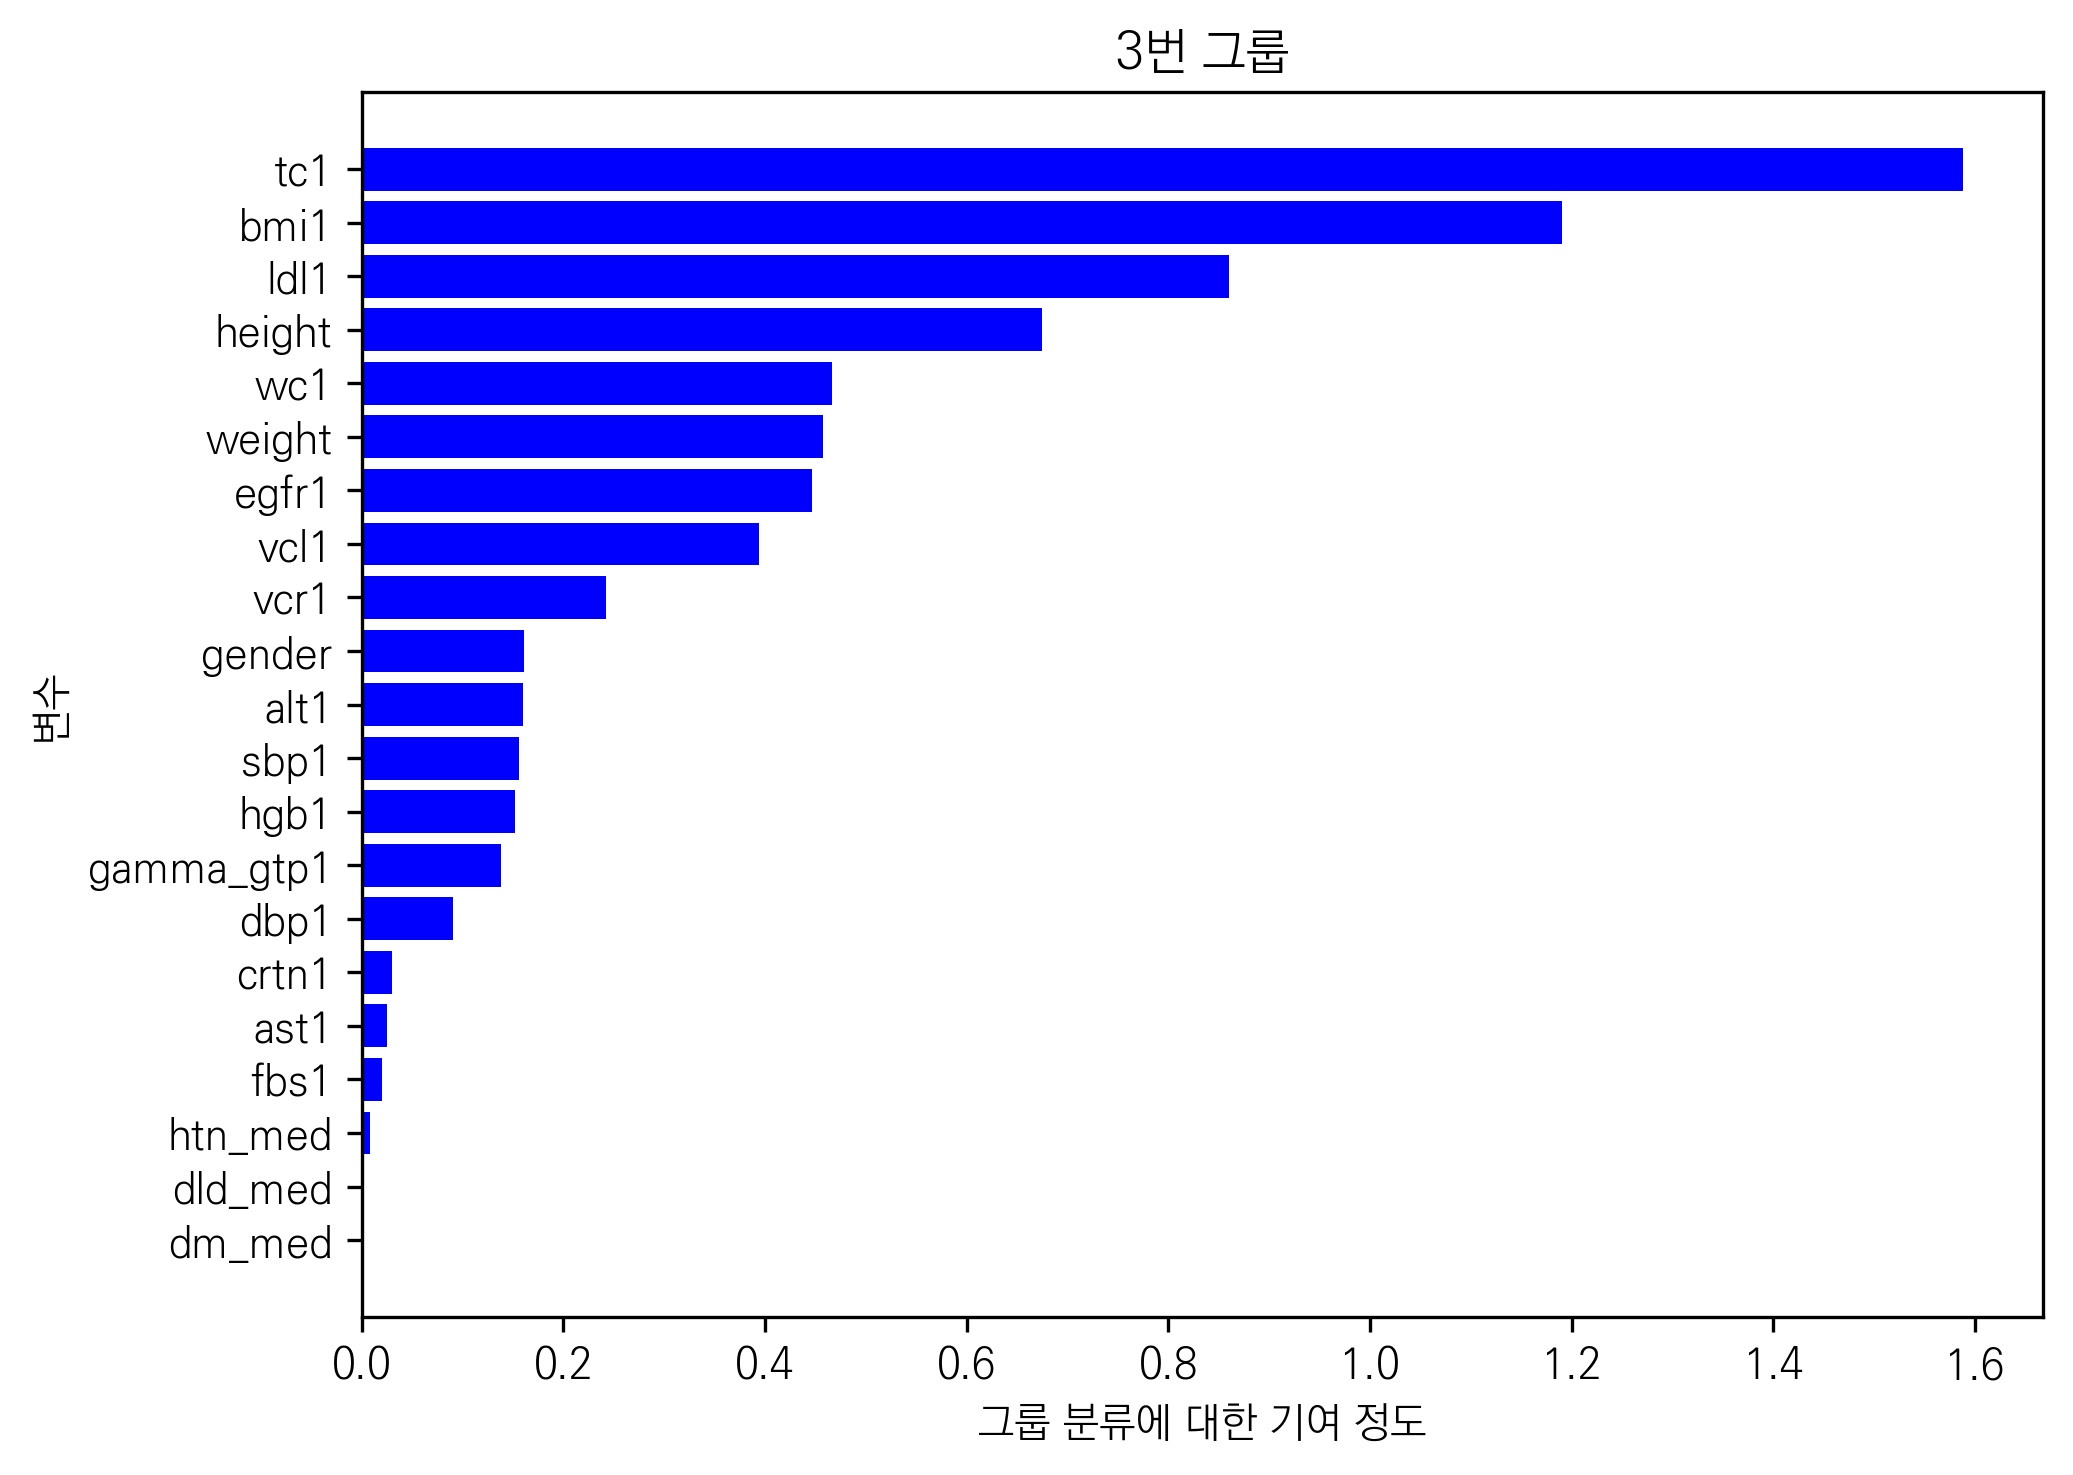 3번 그룹
변수
tc1
bmi1
ldl1
height
wc1
weight
egfr1
vcl1
vcr1
gender
alt1
sbp1
hgb1
gamma_gtp1
dbp1
crtn1
ast1
fbs1
htn_med
dld_med
dm_med
0.0 0.2 0.4 0.6 0.8 1.0 1.2 1.4 1.6
그룹 분류에 대한 기여 정도